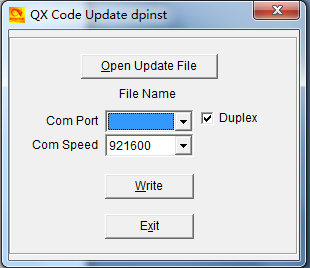 QX Code Update dpinst
Open Update File
File Name
Com Port
Duplex
Com Speed 921600
Write
Exit